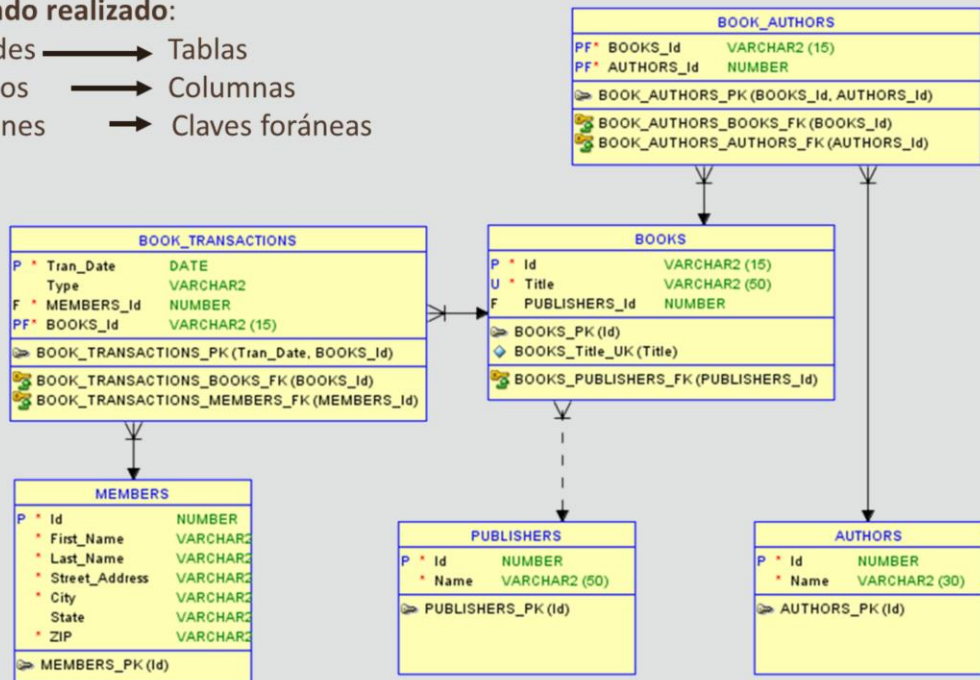 ndo realizado:
des Tablas
os Columnas
nes Claves foráneas
BOOK_AUTHORS
PF* BOOKS_Id VARCHAR2 (15)
PF* AUTHORS_Id NUMBER
BOOK_AUTHORS_PK (BOOKS_Id, AUTHORS_Id)
BOOK_AUTHORS_BOOKS_FK (BOOKS_Id)
BOOK_AUTHORS_AUTHORS_FK (AUTHORS_Id)
BOOK_TRANSACTIONS
P * Tran_Date DATE
Type VARCHAR2
F * MEMBERS_Id NUMBER
PF* BOOKS_Id VARCHAR2 (15)
BOOK_TRANSACTIONS_PK (Tran_Date, BOOKS_Id)
BOOK_TRANSACTIONS_BOOKS_FK (BOOKS_Id)
BOOK_TRANSACTIONS_MEMBERS_FK (MEMBERS_Id)
BOOKS
P * Id VARCHAR2 (15)
U * Title VARCHAR2 (50)
F PUBLISHERS_Id NUMBER
BOOKS_PK (Id)
BOOKS_Title_UK (Title)
BOOKS_PUBLISHERS_FK (PUBLISHERS_Id)
MEMBERS
P * Id NUMBER
* First_Name VARCHAR2
* Last_Name VARCHAR2
* Street_Address VARCHAR2
* City VARCHAR2
State VARCHAR2
* ZIP VARCHAR2
MEMBERS_PK (Id)
PUBLISHERS
P * Id NUMBER
* Name VARCHAR2 (50)
PUBLISHERS_PK (Id)
AUTHORS
P * Id NUMBER
* Name VARCHAR2 (30)
AUTHORS_PK (Id)